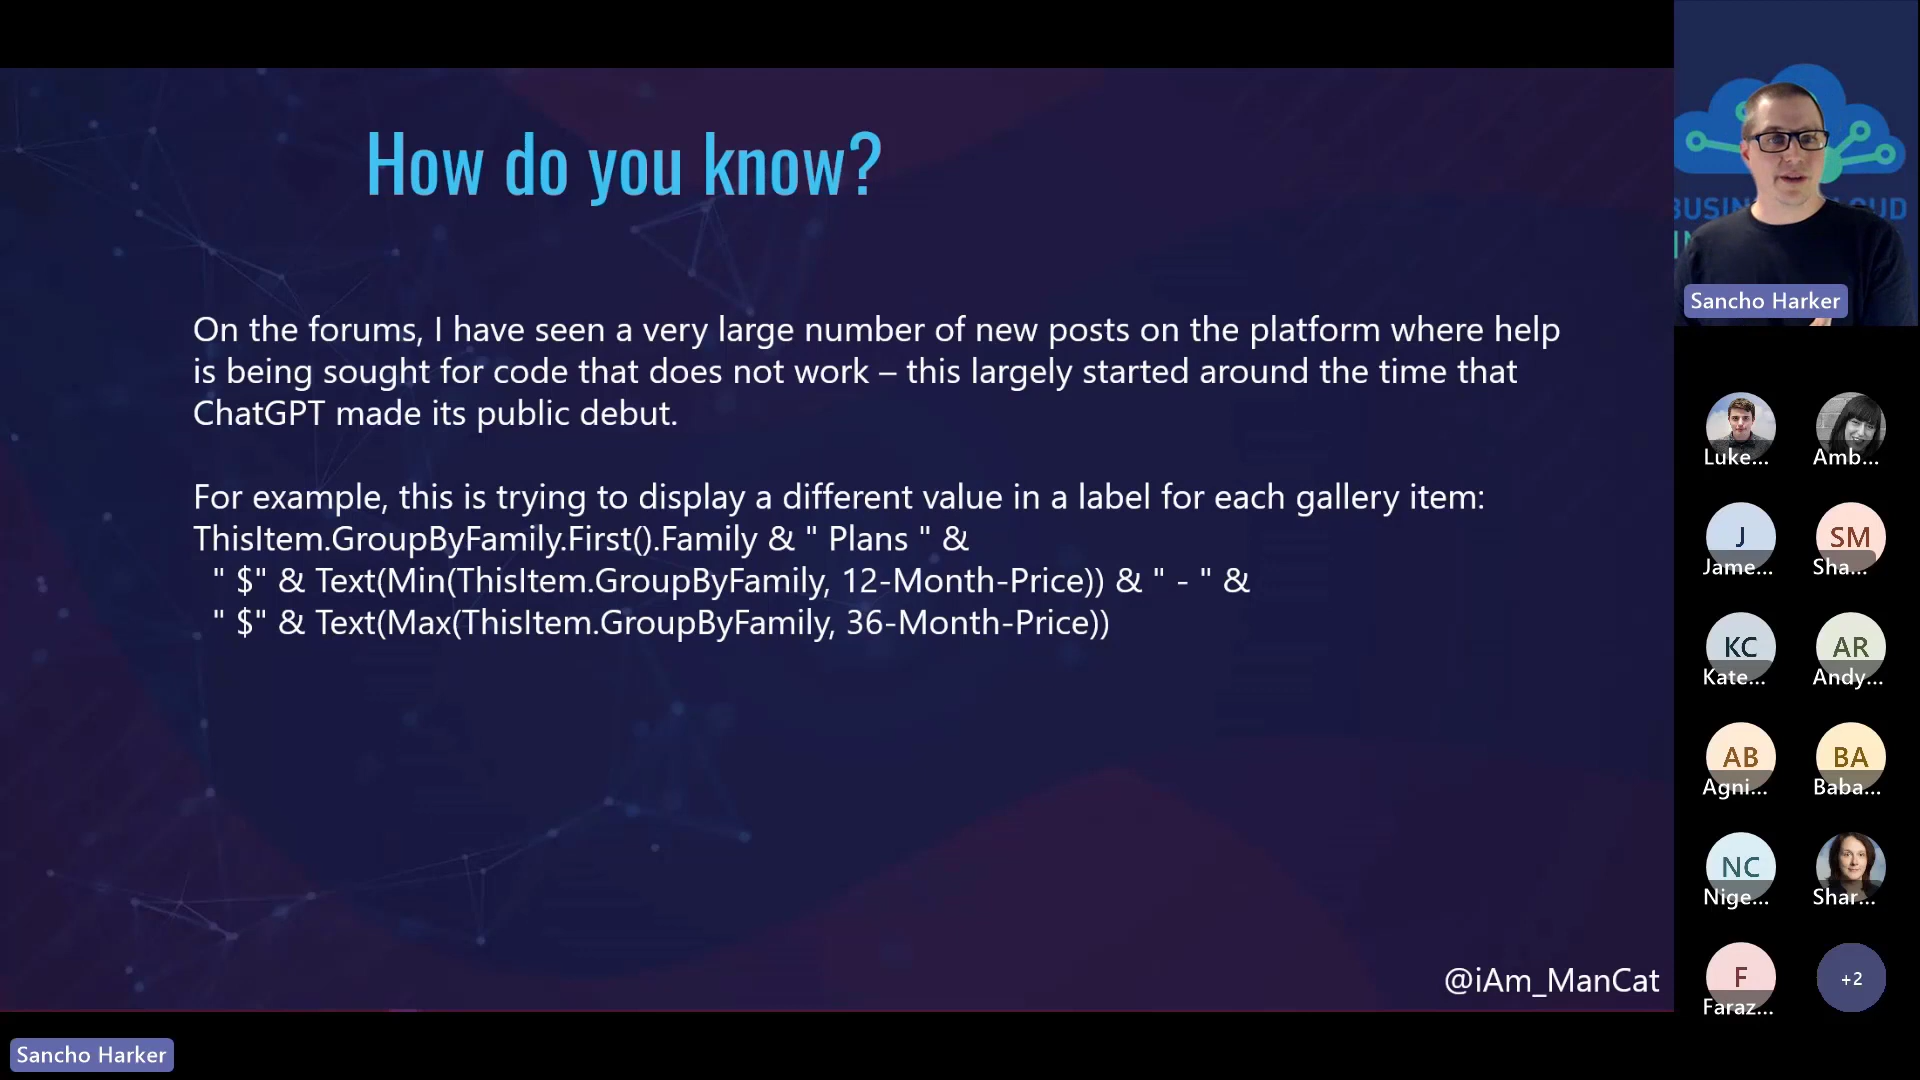 How do you know?
On the forums, I have seen a very large number of new posts on the platform where help
is being sought for code that does not work – this largely started around the time that
ChatGPT made its public debut.
For example, this is trying to display a different value in a label for each gallery item:
ThisItem.GroupByFamily.First().Family & " Plans " &
" $" & Text(Min(ThisItem.GroupByFamily, 12-Month-Price)) & " - " &
" $" & Text(Max(ThisItem.GroupByFamily, 36-Month-Price))
@iAm_ManCat
Sancho Harker
Sancho Harker
Luke...
Amb...
J
Jame...
SM
Sha...
KC
Kate...
AR
Andy...
AB
Agni...
BA
Baba...
NC
Nige...
Shar...
F
Faraz...
+2